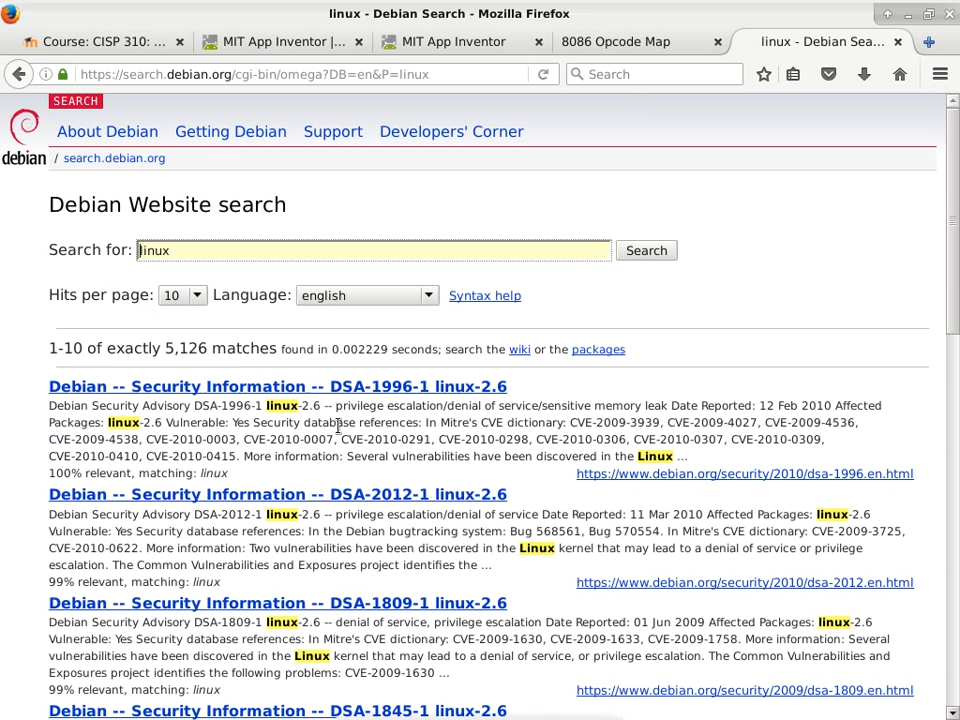 linux - Debian Search - Mozilla Firefox
Course: CISP 310: ...
MIT App Inventor |...
MIT App Inventor
8086 Opcode Map
linux - Debian Sea...
https://search.debian.org/cgi-bin/omega?DB=en&P=linux
Search
SEARCH
debian
About Debian
Getting Debian
Support
Developers' Corner
/ search.debian.org
Debian Website search
Search for: linux
Search
Hits per page: 10 Language: english Syntax help
1-10 of exactly 5,126 matches found in 0.002229 seconds; search the wiki or the packages
Debian -- Security Information -- DSA-1996-1 linux-2.6
Debian Security Advisory DSA-1996-1 linux-2.6 -- privilege escalation/denial of service/sensitive memory leak Date Reported: 12 Feb 2010 Affected
Packages: linux-2.6 Vulnerable: Yes Security database references: In Mitre's CVE dictionary: CVE-2009-3939, CVE-2009-4027, CVE-2009-4536,
CVE-2009-4538, CVE-2010-0003, CVE-2010-0007, CVE-2010-0291, CVE-2010-0298, CVE-2010-0306, CVE-2010-0307, CVE-2010-0309,
CVE-2010-0410, CVE-2010-0415. More information: Several vulnerabilities have been discovered in the Linux ...
100% relevant, matching: linux
https://www.debian.org/security/2010/dsa-1996.en.html
Debian -- Security Information -- DSA-2012-1 linux-2.6
Debian Security Advisory DSA-2012-1 linux-2.6 -- privilege escalation/denial of service Date Reported: 11 Mar 2010 Affected Packages: linux-2.6
Vulnerable: Yes Security database references: In the Debian bugtracking system: Bug 568561, Bug 570554. In Mitre's CVE dictionary: CVE-2009-3725,
CVE-2010-0622. More information: Two vulnerabilities have been discovered in the Linux kernel that may lead to a denial of service or privilege
escalation. The Common Vulnerabilities and Exposures project identifies the ...
99% relevant, matching: linux
https://www.debian.org/security/2010/dsa-2012.en.html
Debian -- Security Information -- DSA-1809-1 linux-2.6
Debian Security Advisory DSA-1809-1 linux-2.6 -- denial of service, privilege escalation Date Reported: 01 Jun 2009 Affected Packages: linux-2.6
Vulnerable: Yes Security database references: In Mitre's CVE dictionary: CVE-2009-1630, CVE-2009-1633, CVE-2009-1758. More information: Several
vulnerabilities have been discovered in the Linux kernel that may lead to a denial of service, or privilege escalation. The Common Vulnerabilities and
Exposures project identifies the following problems: CVE-2009-1630 ...
99% relevant, matching: linux
https://www.debian.org/security/2009/dsa-1809.en.html
Debian -- Security Information -- DSA-1845-1 linux-2.6